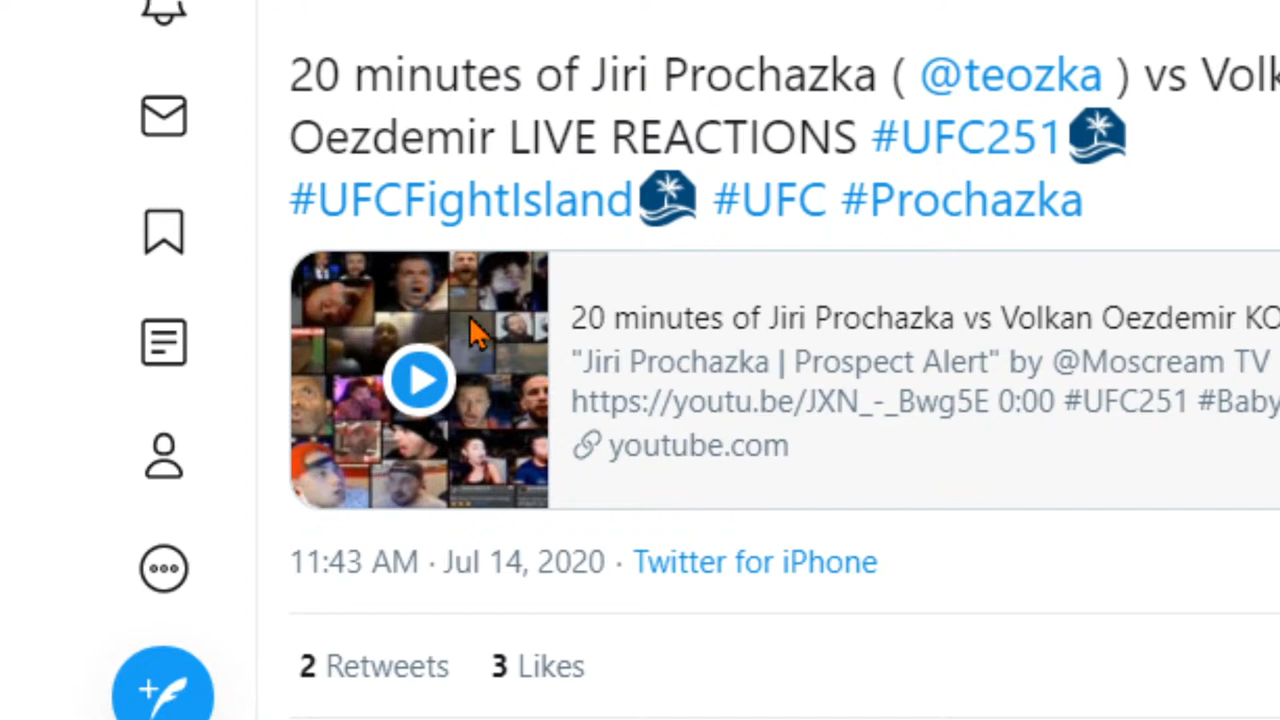 20 minutes of Jiri Prochazka ( @teozka ) vs Volk
Oezdemir LIVE REACTIONS #UFC251
#UFCFightIsland #UFC #Prochazka
20 minutes of Jiri Prochazka vs Volkan Oezdemir KO
"Jiri Prochazka | Prospect Alert" by @Moscream TV
https://youtu.be/JXN_-_Bwg5E 0:00 #UFC251 #Baby
youtube.com
11:43 AM · Jul 14, 2020 · Twitter for iPhone
2 Retweets 3 Likes